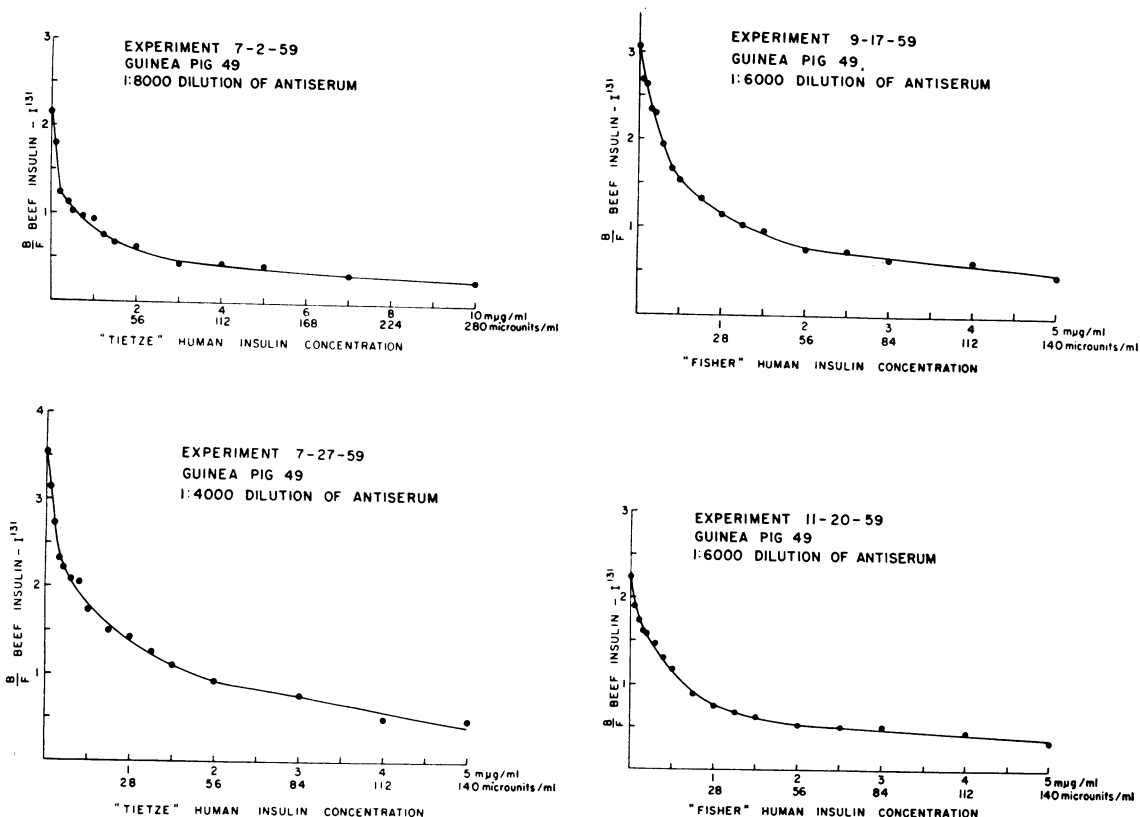 3
EXPERIMENT 7-2-59
GUINEA PIG 49
1:8000 DILUTION OF ANTISERUM
2
1
B/F BEEF INSULIN - I¹³¹
2 4 6 8 10 mμg/ml
56 112 168 224 280 microunits/ml
"TIETZE" HUMAN INSULIN CONCENTRATION
EXPERIMENT 9-17-59
GUINEA PIG 49.
1:6000 DILUTION OF ANTISERUM
3
2
1
B/F BEEF INSULIN - I¹³¹
1 2 3 4 5 mμg/ml
28 56 84 112 140 microunits/ml
"FISHER" HUMAN INSULIN CONCENTRATION
4
EXPERIMENT 7-27-59
GUINEA PIG 49
1:4000 DILUTION OF ANTISERUM
3
2
1
B/F BEEF INSULIN - I¹³¹
1 2 3 4 5 mμg/ml
28 56 84 112 140 microunits/ml
"TIETZE" HUMAN INSULIN CONCENTRATION
3
EXPERIMENT 11-20-59
GUINEA PIG 49
1:6000 DILUTION OF ANTISERUM
2
1
B/F BEEF INSULIN - I¹³¹
1 2 3 4 5 mμg/ml
28 56 84 112 140 microunits/ml
"FISHER" HUMAN INSULIN CONCENTRATION